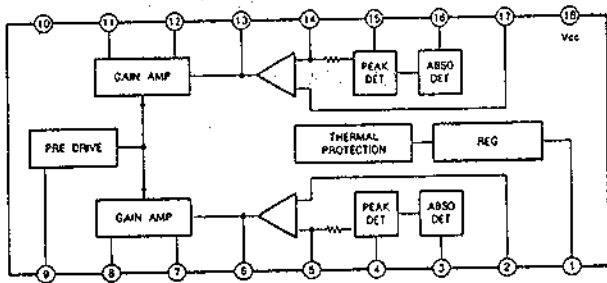 10 11 12 13 14 15 16 17 18
Vcc
GAIN AMP
PEAK
DET
ABSO
DET
PRE DRIVE
THERMAL
PROTECTION
REG
GAIN AMP
PEAK
DET
ABSO
DET
9 8 7 6 5 4 3 2 1